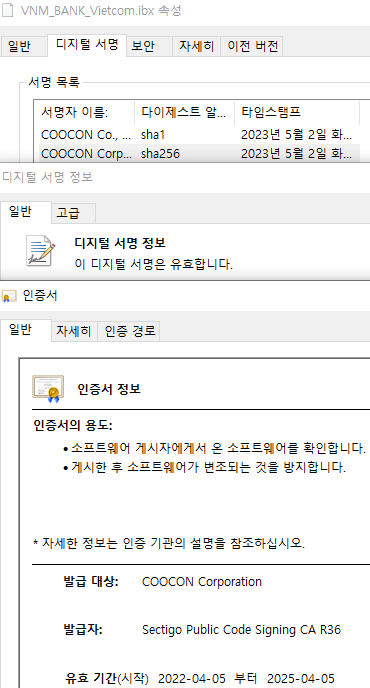 VNM_BANK_Vietcom.ibx 속성
일반 디지털 서명 보안 자세히 이전 버전
서명 목록
서명자 이름: 다이제스트 알... 타임스탬프
COOCON Co., ... sha1 2023년 5월 2일 화...
COOCON Corp... sha256 2023년 5월 2일 화...
디지털 서명 정보
일반 고급
디지털 서명 정보
이 디지털 서명은 유효합니다.
인증서
일반 자세히 인증 경로
인증서 정보
인증서의 용도:
• 소프트웨어 게시자에게서 온 소프트웨어를 확인합니다.
• 게시한 후 소프트웨어가 변조되는 것을 방지합니다.
* 자세한 정보는 인증 기관의 설명을 참조하십시오.
발급 대상: COOCON Corporation
발급자: Sectigo Public Code Signing CA R36
유효 기간(시작) 2022-04-05 부터 2025-04-05